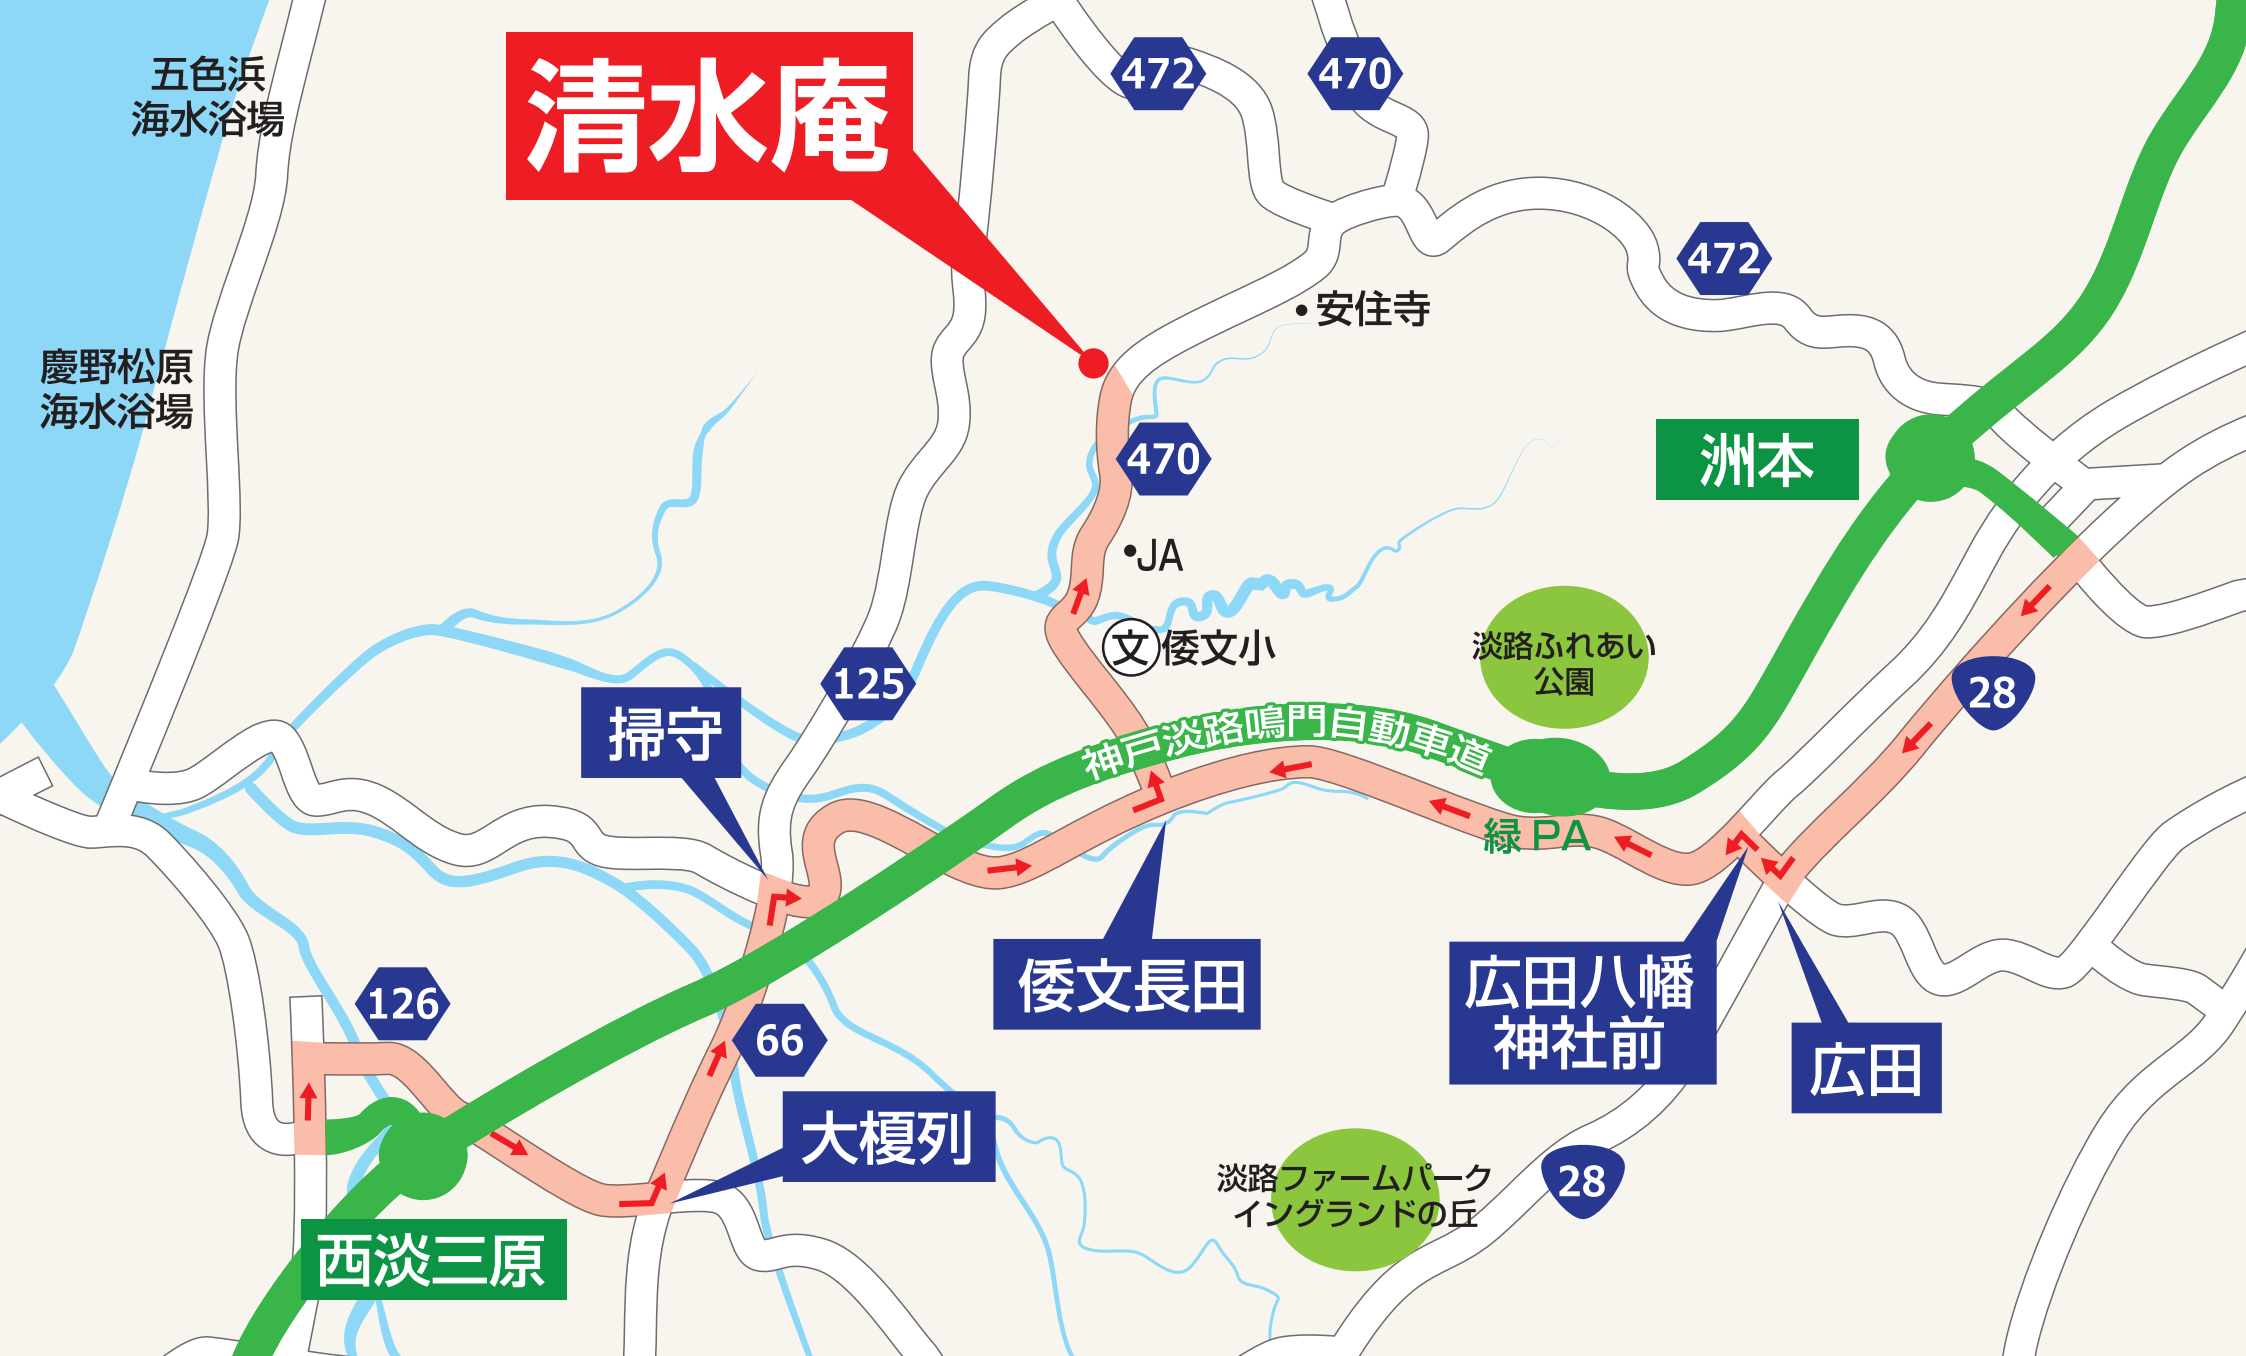 五色浜
海水浴場
清水庵
472
470
472
安住寺
慶野松原
海水浴場
洲本
470
JA
文 倭文小
淡路ふれあい
公園
125
28
掃守
神戸淡路鳴門自動車道
緑PA
倭文長田
広田八幡
神社前
126
66
広田
大榎列
淡路ファームパーク
イングランドの丘
28
西淡三原